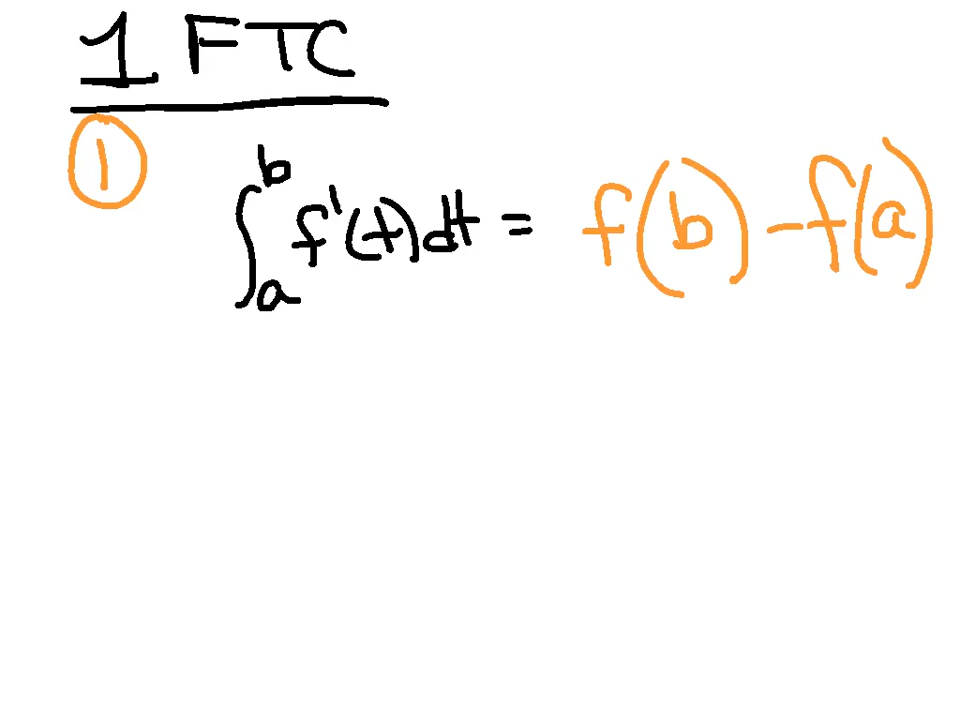 1 FTC
① ∫_a^b f'(t)dt = f(b) - f(a)